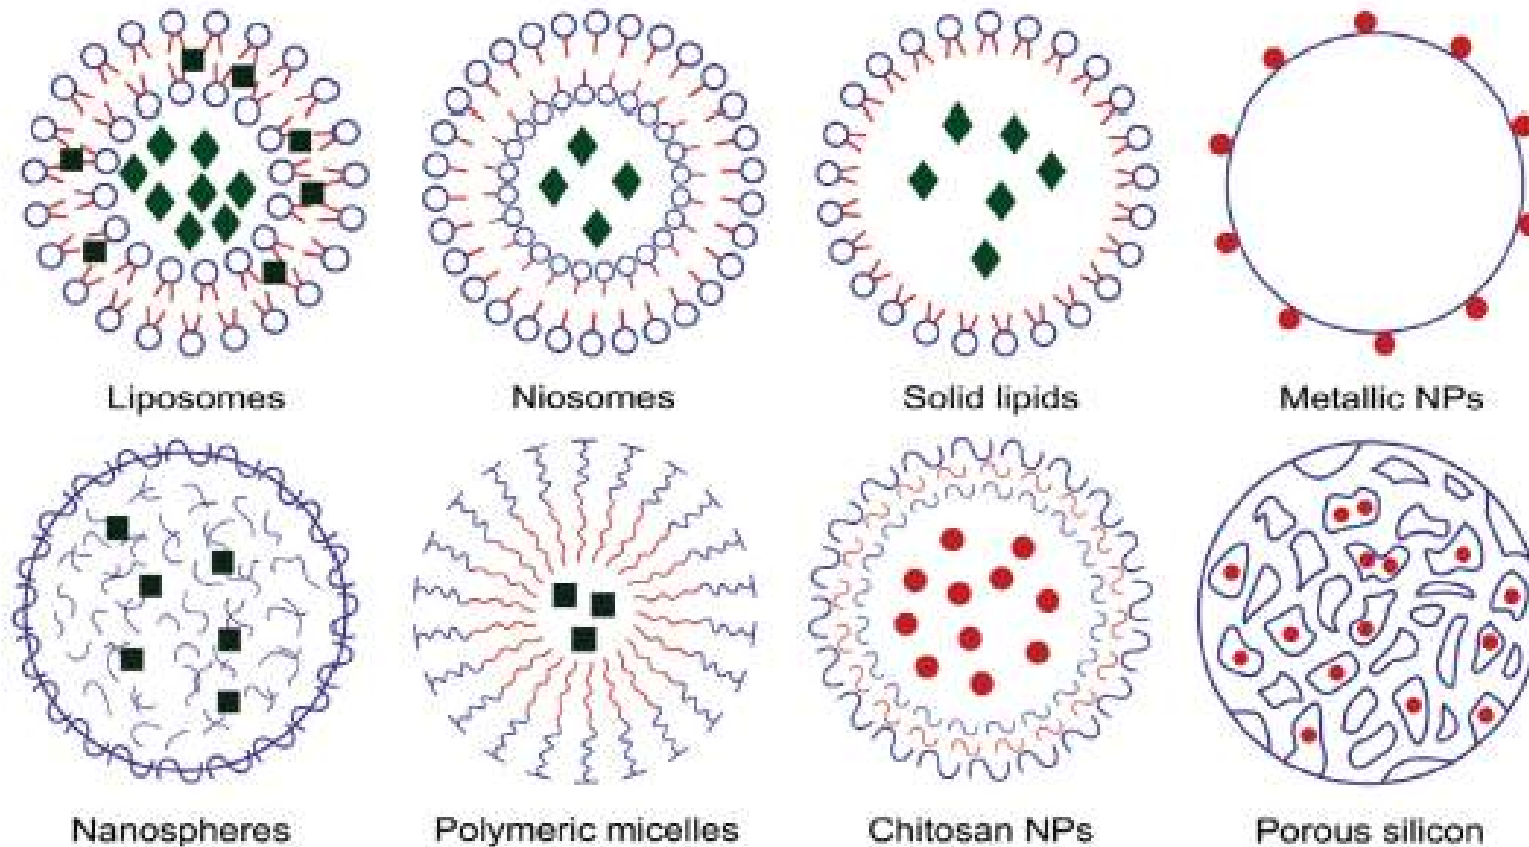 Liposomes
Niosomes
Solid lipids
Metallic NPs
Nanospheres
Polymeric micelles
Chitosan NPs
Porous silicon